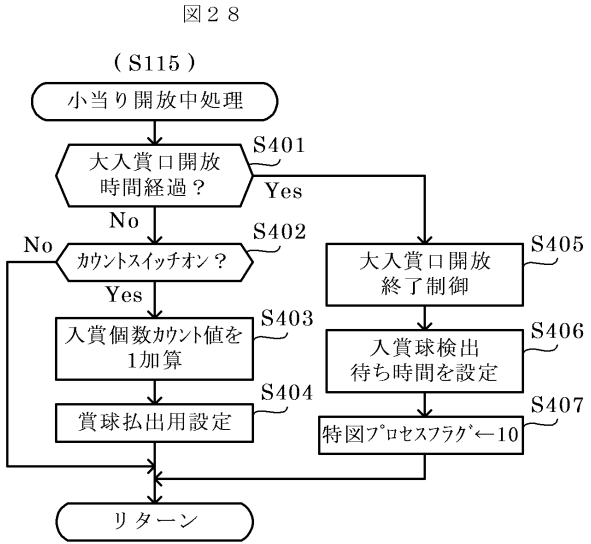 図２８
(S115)
小当り開放中処理
S401
大入賞口開放
時間経過？
Yes
No
S402
No
ｶｳﾝﾄｽｲｯﾁオン？
Yes
S403
入賞個数ｶｳﾝﾄ値を
1加算
S404
賞球払出用設定
S405
大入賞口開放
終了制御
S406
入賞球検出
待ち時間を設定
S407
特図ﾌﾟﾛｾｽﾌﾗｸﾞ←10
リターン